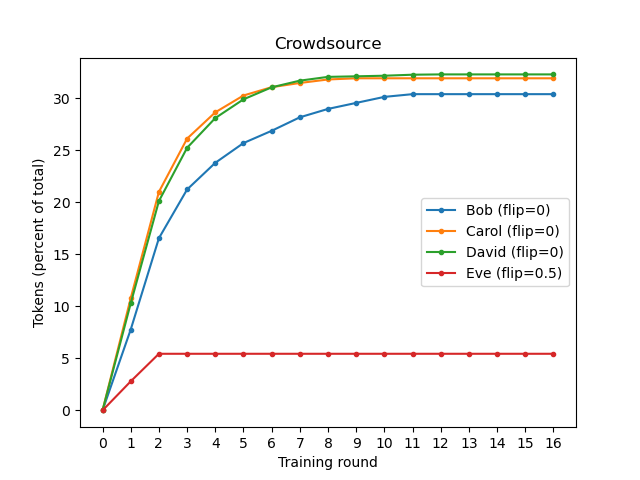 Crowdsource
Tokens (percent of total)
30
25
20
15
10
5
0
Bob (flip=0)
Carol (flip=0)
David (flip=0)
Eve (flip=0.5)
0 1 2 3 4 5 6 7 8 9 10 11 12 13 14 15 16
Training round